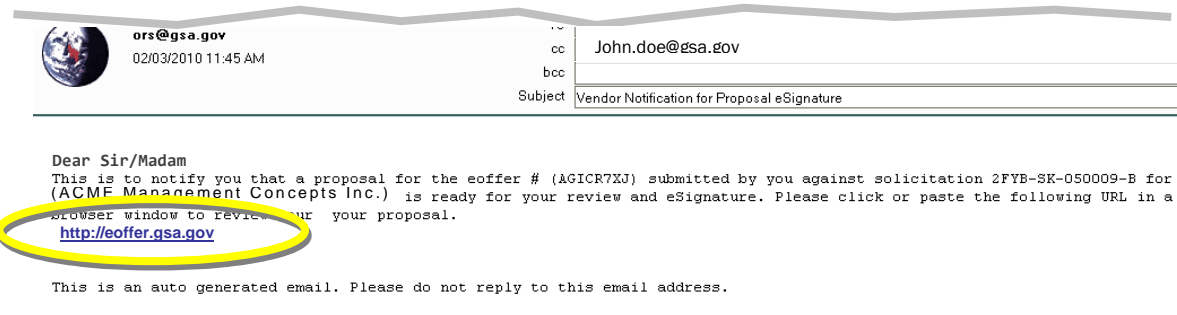 ors@gsa.gov
02/03/2010 11:45 AM
cc John.doe@gsa.gov
bcc
Subject Vendor Notification for Proposal eSignature
Dear Sir/Madam
This is to notify you that a proposal for the eoffer # (AGICR7XJ) submitted by you against solicitation 2FYB-SK-050009-B for
(ACME Management Concepts Inc.) is ready for your review and eSignature. Please click or paste the following URL in a
browser window to review your proposal.
http://eoffer.gsa.gov
This is an auto generated email. Please do not reply to this email address.